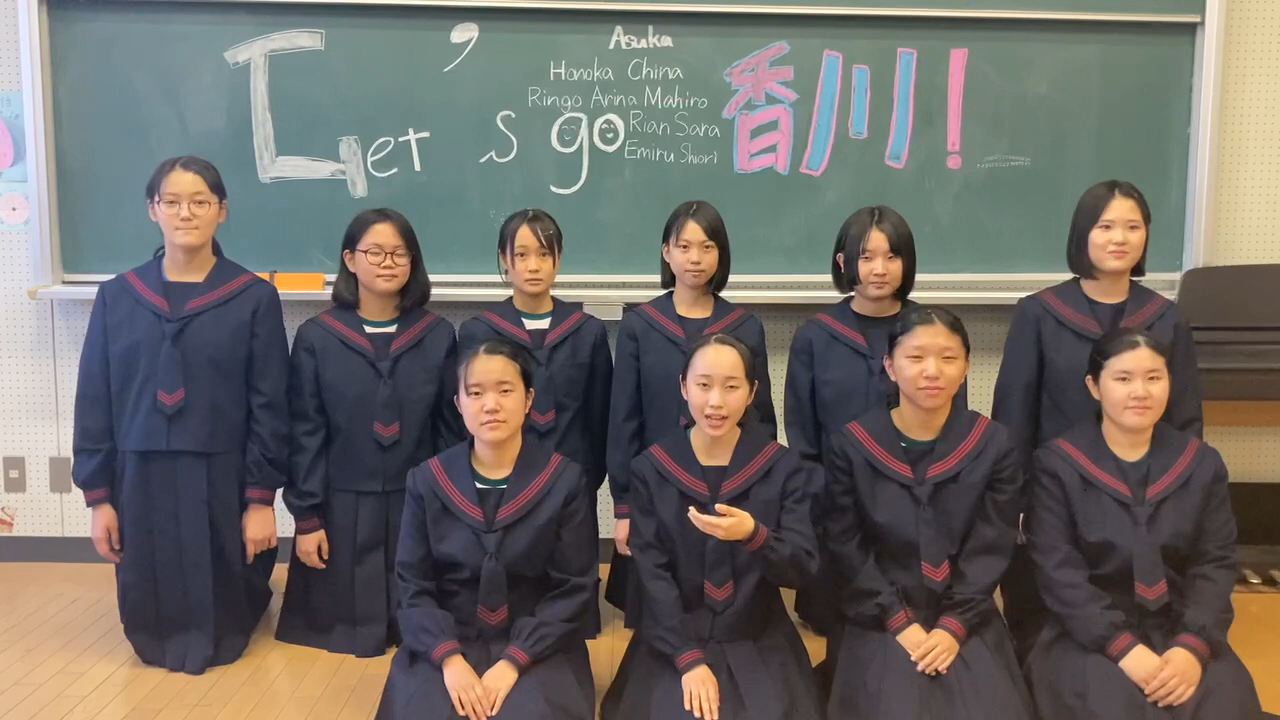 Let's go 香川!
Asuka
Honoka China
Ringo Arina Mahiro
Rian Sara
Emiru Shiori